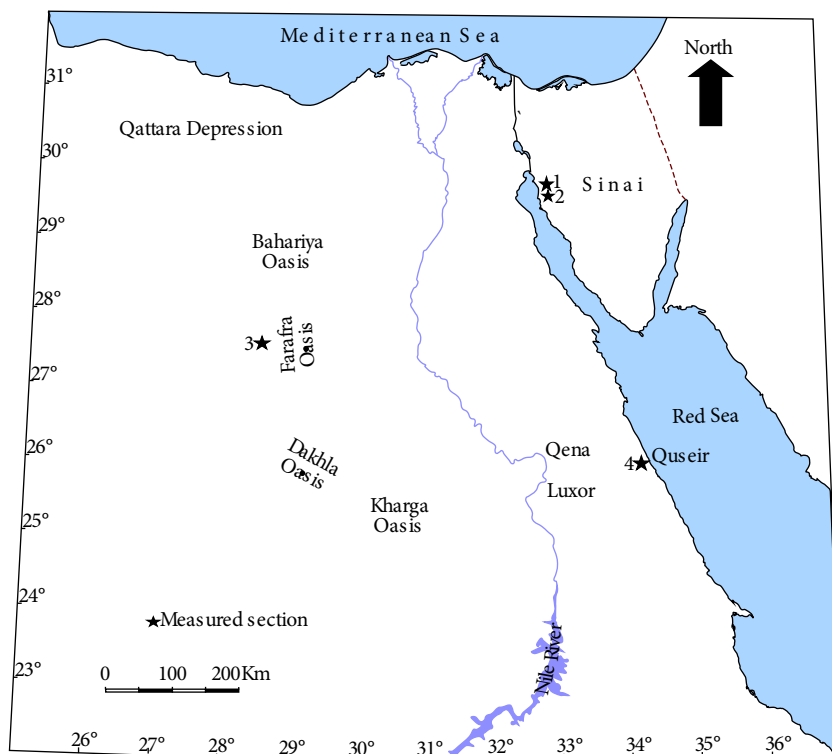 Mediterranean Sea
North
31°
Qattara Depression
30°
1
Sinai
2
29°
Bahariya
Oasis
28°
3
Farafra
Oasis
27°
Red Sea
26°
Dakhla
Oasis
Qena
4
Quseir
Luxor
Kharga
Oasis
25°
24°
Measured section
23°
0 100 200Km
Nile River
26° 27° 28° 29° 30° 31° 32° 33° 34° 35° 36°